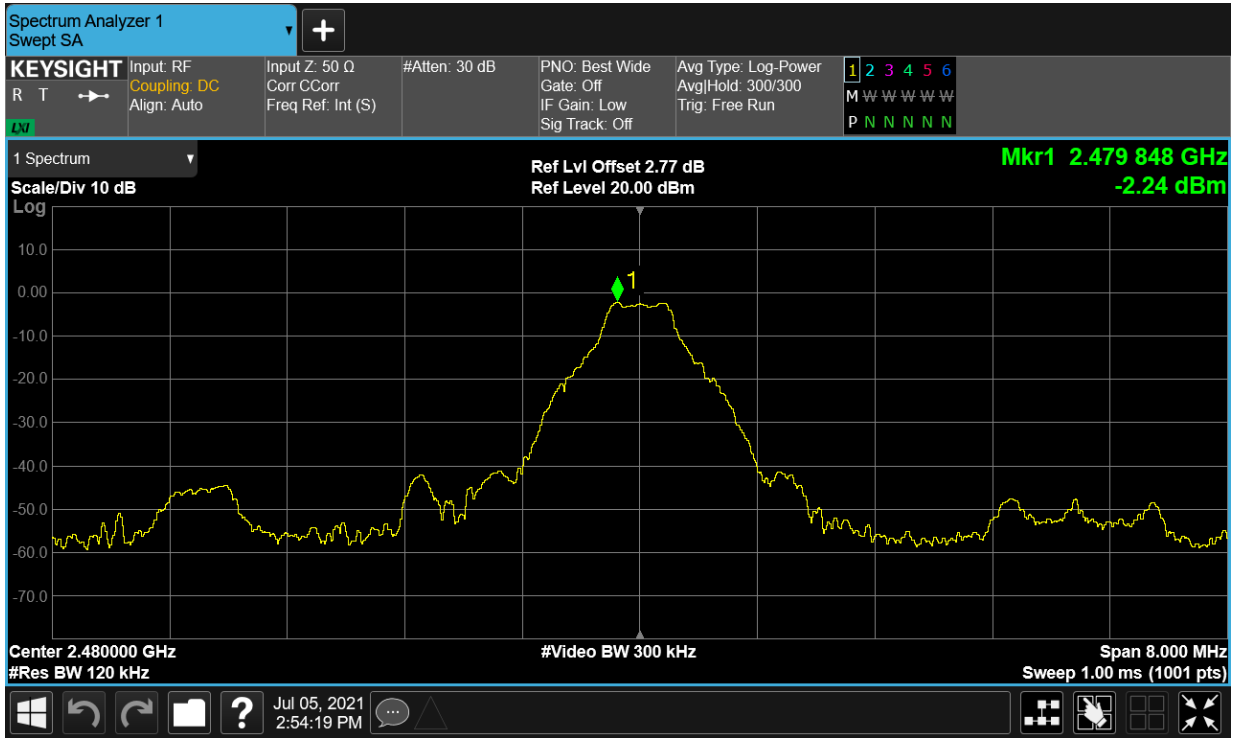 Spectrum Analyzer 1
Swept SA
KEYSIGHT
R T
LXI
Input: RF
Coupling: DC
Align: Auto
Input Z: 50 Ω
Corr CCorr
Freq Ref: Int (S)
#Atten: 30 dB
PNO: Best Wide
Gate: Off
IF Gain: Low
Sig Track: Off
Avg Type: Log-Power
Avg|Hold: 300/300
Trig: Free Run
1 2 3 4 5 6
M W W W W W
P N N N N N
1 Spectrum
Scale/Div 10 dB
Log
Ref Lvl Offset 2.77 dB
Ref Level 20.00 dBm
Mkr1 2.479 848 GHz
-2.24 dBm
10.0
0.00
-10.0
-20.0
-30.0
-40.0
-50.0
-60.0
-70.0
1
Center 2.480000 GHz
#Res BW 120 kHz
#Video BW 300 kHz
Span 8.000 MHz
Sweep 1.00 ms (1001 pts)
?
Jul 05, 2021
2:54:19 PM